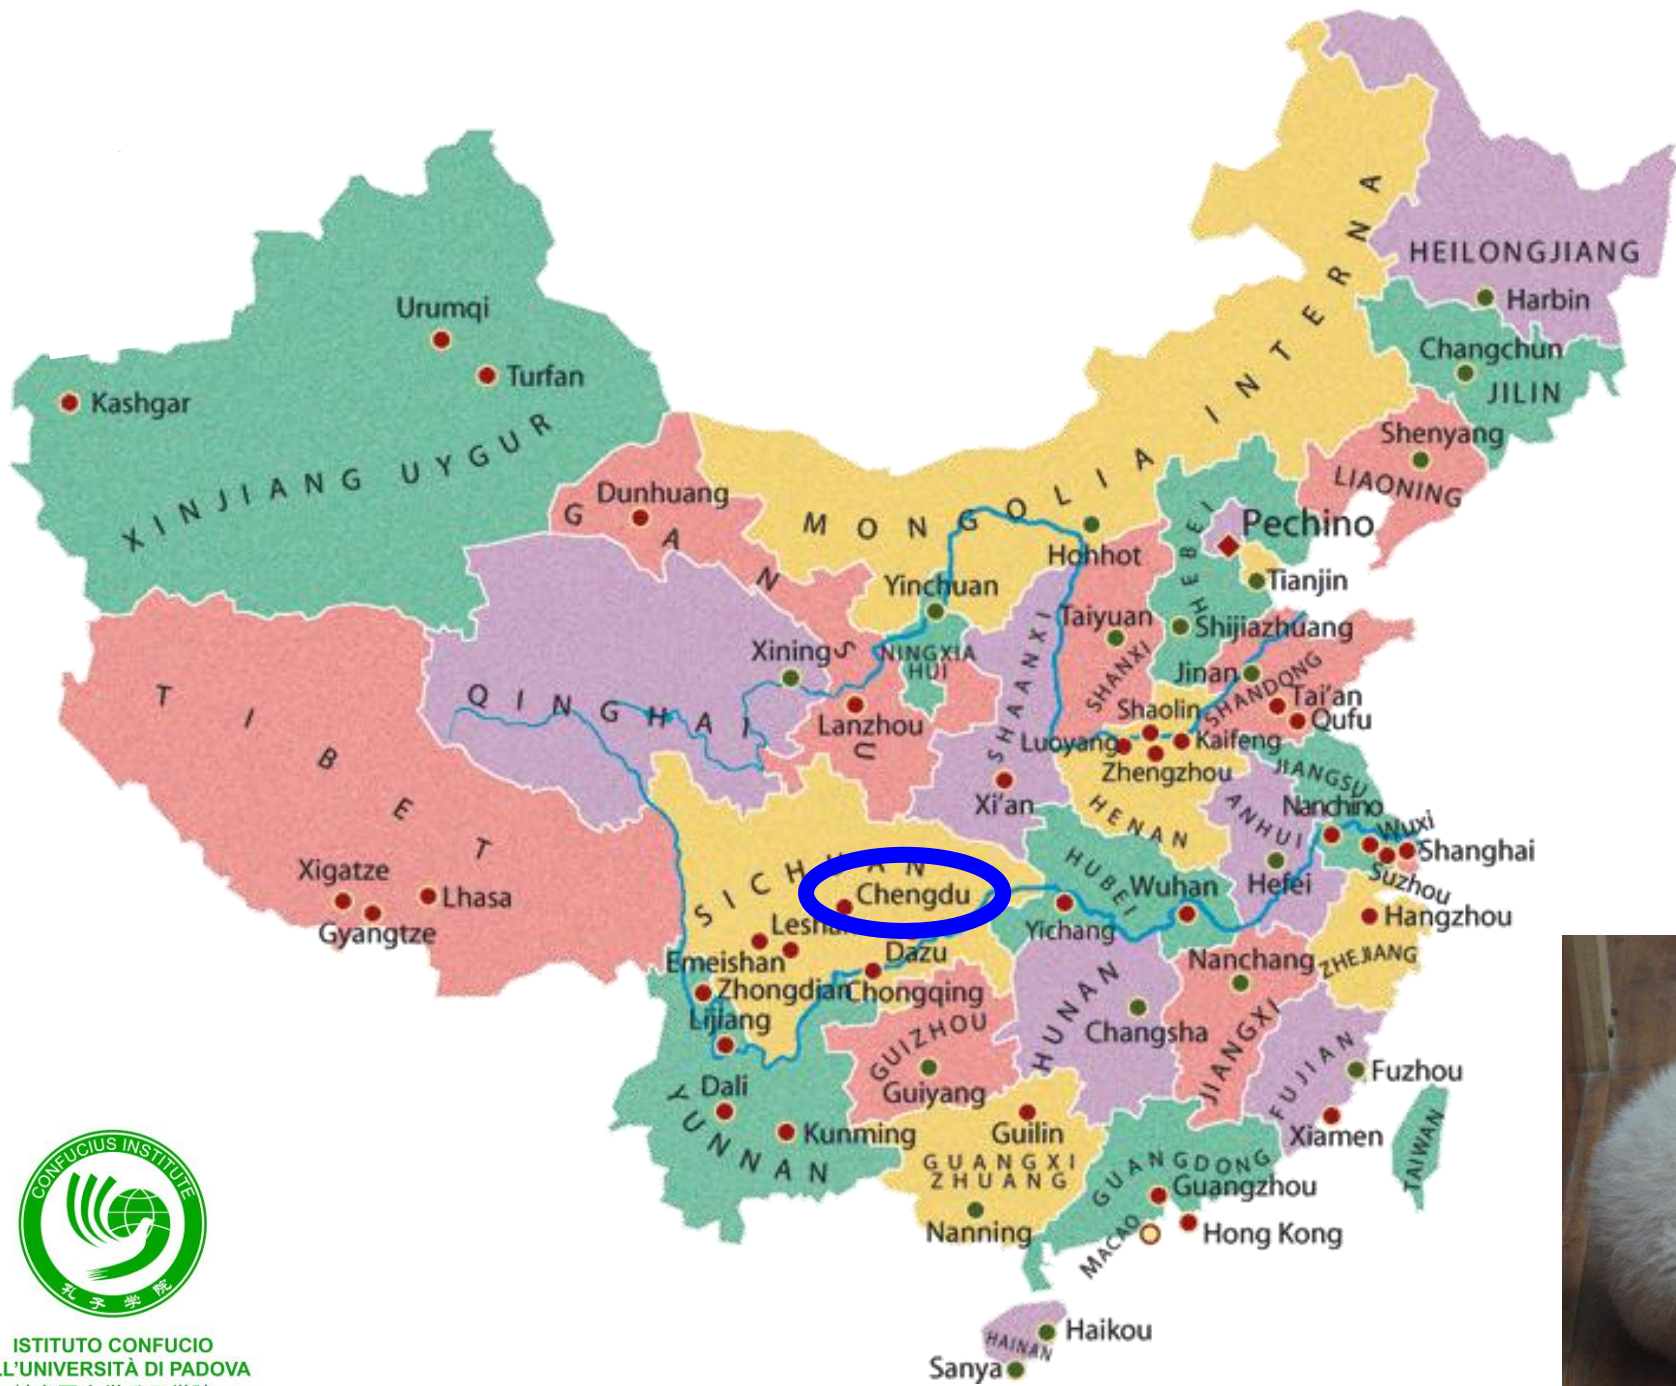 HEILONGJIANG
Harbin
Urumqi
Changchun
Turfan
JILIN
Kashgar
Shenyang
XINJIANG UYGUR
LIAONING
Dunhuang
GANSU
MONGOLIA INTERNA
HEBEI
Pechino
Hohhot
Tianjin
Yinchuan
Taiyuan
Shijiazhuang
Xining
NINGXIA
HUI
SHAANXI
SHANXI
Jinan
SHANDONG
Tai'an
TIBET
QINGHAI
Lanzhou
Shaolin
Qufu
Luoyang
Kaifeng
Zhengzhou
JIANGSU
Xi'an
HENAN
ANHUI
Nanchino
Wuxi
Shanghai
SICHUAN
HUBEI
Xigatze
Chengdu
Wuhan
Hefei
Suzhou
Lhasa
Hangzhou
Gyangtze
Leshan
Yichang
Dazu
Emeishan
Nanchang
ZHEJIANG
Zhongdian
Chongqing
Lijiang
GUIZHOU
HUNAN
Changsha
JIANGXI
FUJIAN
Dali
Guiyang
Fuzhou
YUNNAN
Kunming
Guilin
Xiamen
TAIWAN
GUANGXI
ZHUANG
GUANGDONG
Guangzhou
Nanning
MACAO
Hong Kong
HAINAN
Haikou
Sanya
CONFUCIUS INSTITUTE
孔子学院
ISTITUTO CONFUCIO
L'UNIVERSITÀ DI PADOVA